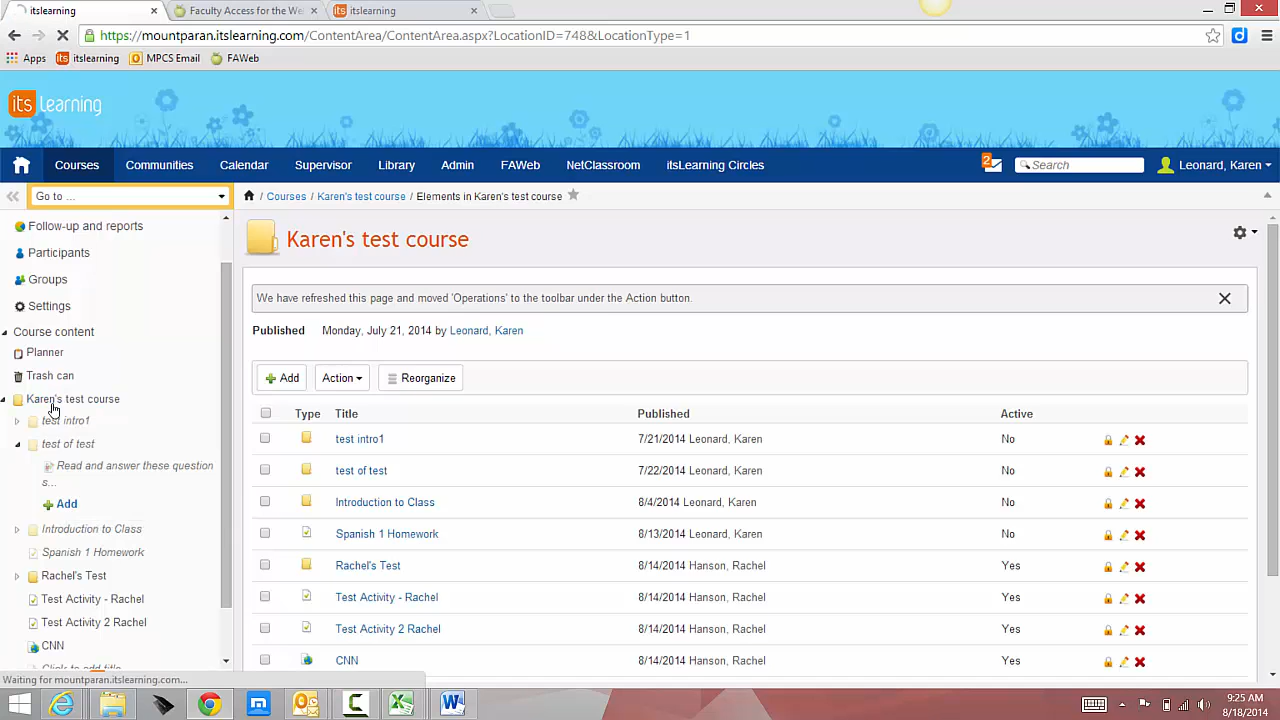 itslearning
Faculty Access for the We
itslearning
https://mountparan.itslearning.com/ContentArea/ContentArea.aspx?LocationID=748&LocationType=1
Apps itslearning MPCS Email FAWeb
its learning
Courses Communities Calendar Supervisor Library Admin FAWeb NetClassroom itsLearning Circles 2 Search Leonard, Karen
Go to ...
/ Courses / Karen's test course / Elements in Karen's test course
Follow-up and reports
Participants
Groups
Settings
Course content
Planner
Trash can
Karen's test course
test intro1
test of test
Read and answer these question
s...
Add
Introduction to Class
Spanish 1 Homework
Rachel's Test
Test Activity - Rachel
Test Activity 2 Rachel
CNN
Click to add title
Waiting for mountparan.itslearning.com...
Karen's test course
We have refreshed this page and moved 'Operations' to the toolbar under the Action button.
Published Monday, July 21, 2014 by Leonard, Karen
Add Action Reorganize
Type Title Published Active
test intro1 7/21/2014 Leonard, Karen No
test of test 7/22/2014 Leonard, Karen No
Introduction to Class 8/4/2014 Leonard, Karen No
Spanish 1 Homework 8/13/2014 Leonard, Karen No
Rachel's Test 8/14/2014 Hanson, Rachel Yes
Test Activity - Rachel 8/14/2014 Hanson, Rachel Yes
Test Activity 2 Rachel 8/14/2014 Hanson, Rachel Yes
CNN 8/14/2014 Hanson, Rachel Yes
9:25 AM
8/18/2014